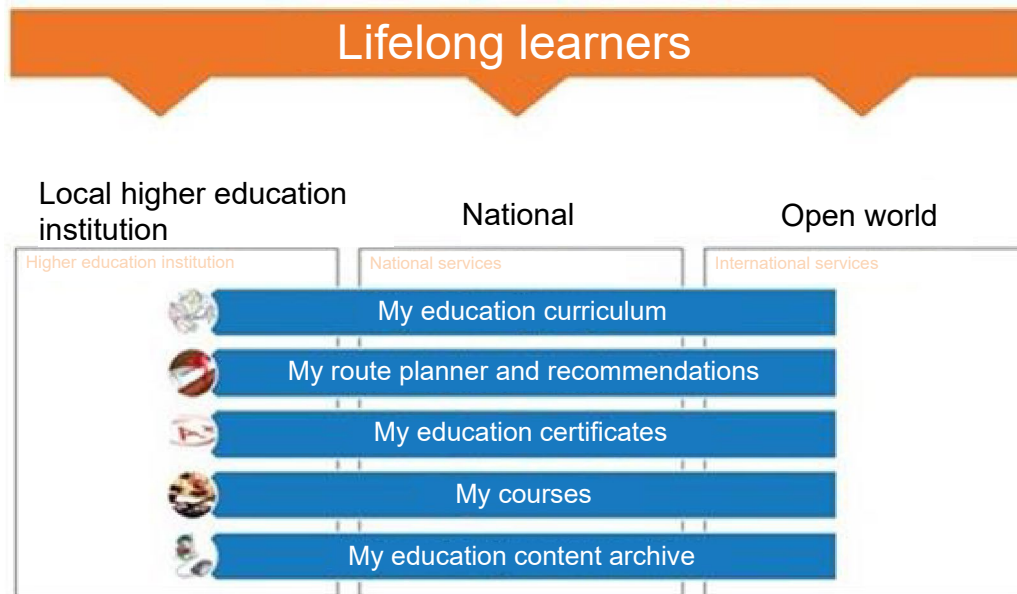 Lifelong learners
Local higher education
institution
National
Open world
Higher education institution
National services
International services
My education curriculum
My route planner and recommendations
My education certificates
My courses
My education content archive